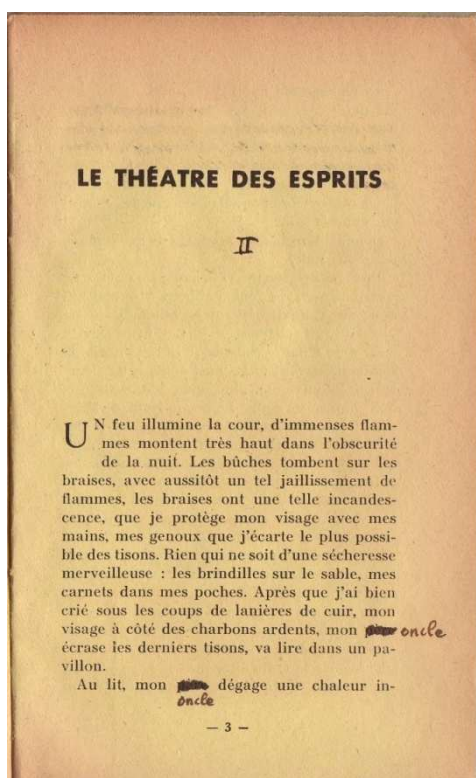 LE THÉATRE DES ESPRITS
II
UN feu illumine la cour, d'immenses flam-
mes montent très haut dans l'obscurité
de la nuit. Les bûches tombent sur les
braises, avec aussitôt un tel jaillissement de
flammes, les braises ont une telle incandes-
cence, que je protège mon visage avec mes
mains, mes genoux que j'écarte le plus possi-
ble des tisons. Rien qui ne soit d'une sécheresse
merveilleuse : les brindilles sur le sable, mes
carnets dans mes poches. Après que j'ai bien
crié sous les coups de lanières de cuir, mon
visage à côté des charbons ardents, mon oncle
écrase les derniers tisons, va lire dans un pa-
villon.
Au lit, mon dégage une chaleur in-
oncle
— 3 —